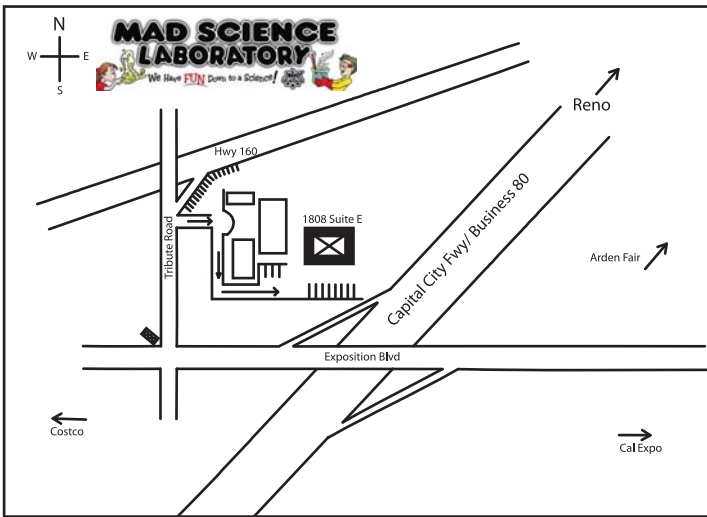 N
W E
S
MAD SCIENCE
LABORATORY
We Have FUN Down to a Science!
Reno
Hwy 160
1808 Suite E
Tribute Road
Capital City Fwy/ Business 80
Arden Fair
Exposition Blvd
Costco
Cal Expo